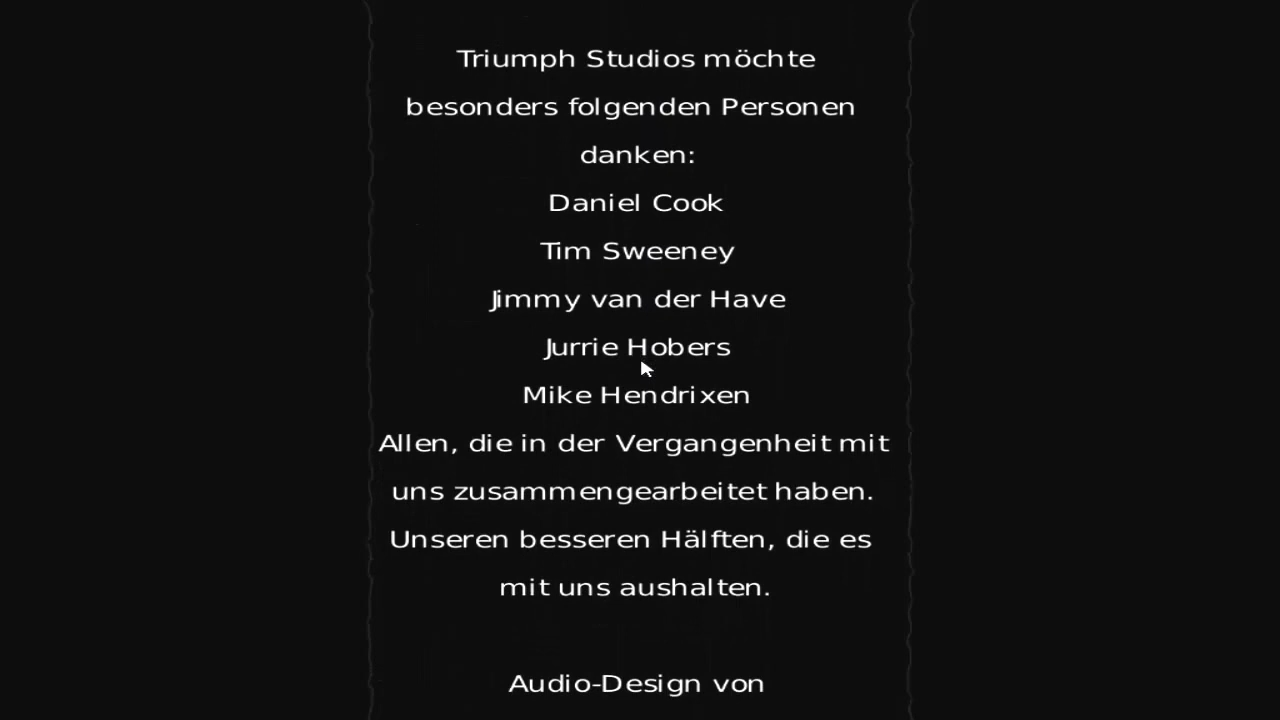 Triumph Studios möchte
besonders folgenden Personen
danken:
Daniel Cook
Tim Sweeney
Jimmy van der Have
Jurrie Hobers
Mike Hendrixen
Allen, die in der Vergangenheit mit
uns zusammengearbeitet haben.
Unseren besseren Hälften, die es
mit uns aushalten.
Audio-Design von